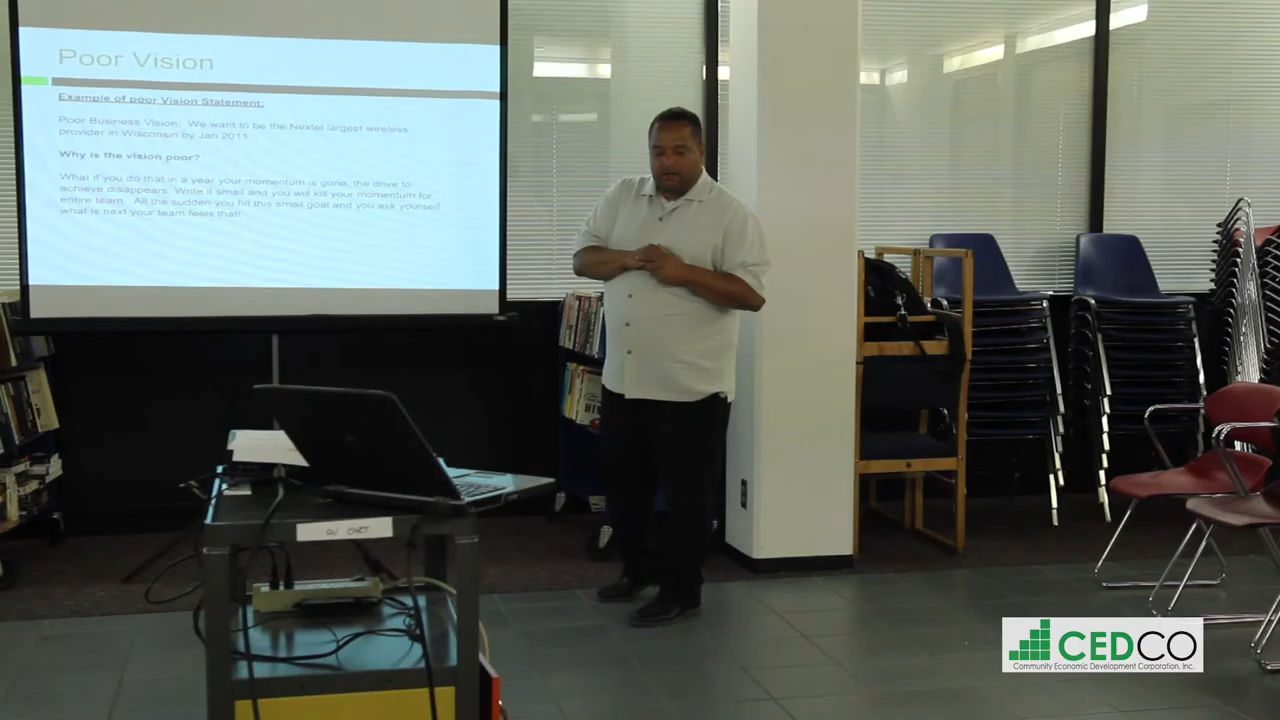 Poor Vision
Example of poor Vision Statement:
Poor Business Vision: We want to be the Nextel largest wireless
provider in Wisconsin by Jan 2011
Why is the vision poor?
What if you do that in a year your momentum is gone, the drive to
achieve disappears. Write it small and you will kill your momentum for
entire team. All the sudden you hit this small goal and you ask yourself
what is next your team feels that!
AV CART
CEDCO
Community Economic Development Corporation, Inc.